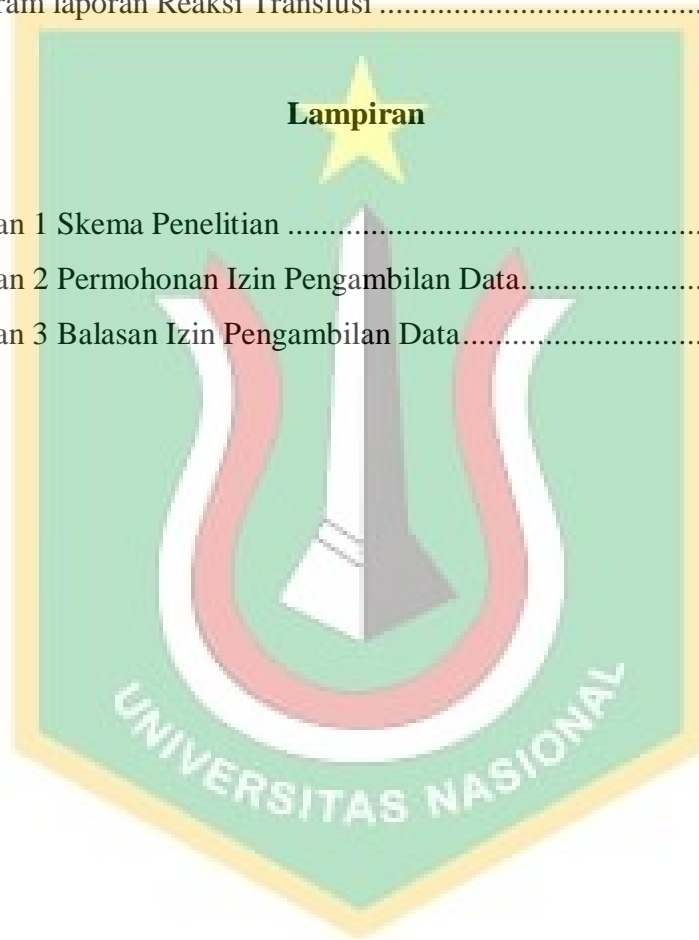 ram laporan Reaksi Transfusi ........................................
Lampiran
an 1 Skema Penelitian ....................................................
an 2 Permohonan Izin Pengambilan Data..............................
an 3 Balasan Izin Pengambilan Data......................................
UNIVERSITAS NASIONAL